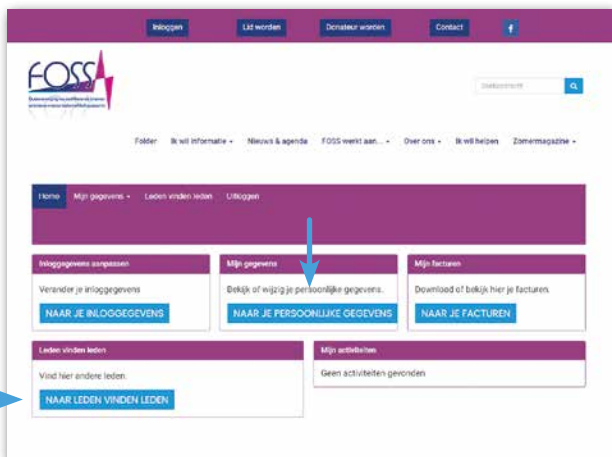 Inloggen Lid worden Donateur worden Contact f
FOSS
Folder Ik wil informatie Nieuws & agenda FOSS werkt aan... Over ons Ik wil helpen Zomermagazine
Home Mijn gegevens Leden vinden leden Uitloggen
Inloggegevens aanpassen Mijn gegevens Mijn facturen
Verander je inloggegevens Bekijk of wijzig je persoonlijke gegevens. Download of bekijk hier je facturen.
NAAR JE INLOGGEGEVENS NAAR JE PERSOONLIJKE GEGEVENS NAAR JE FACTUREN
Leden vinden leden Mijn activiteiten
Vind hier andere leden. Geen activiteiten gevonden
NAAR LEDEN VINDEN LEDEN